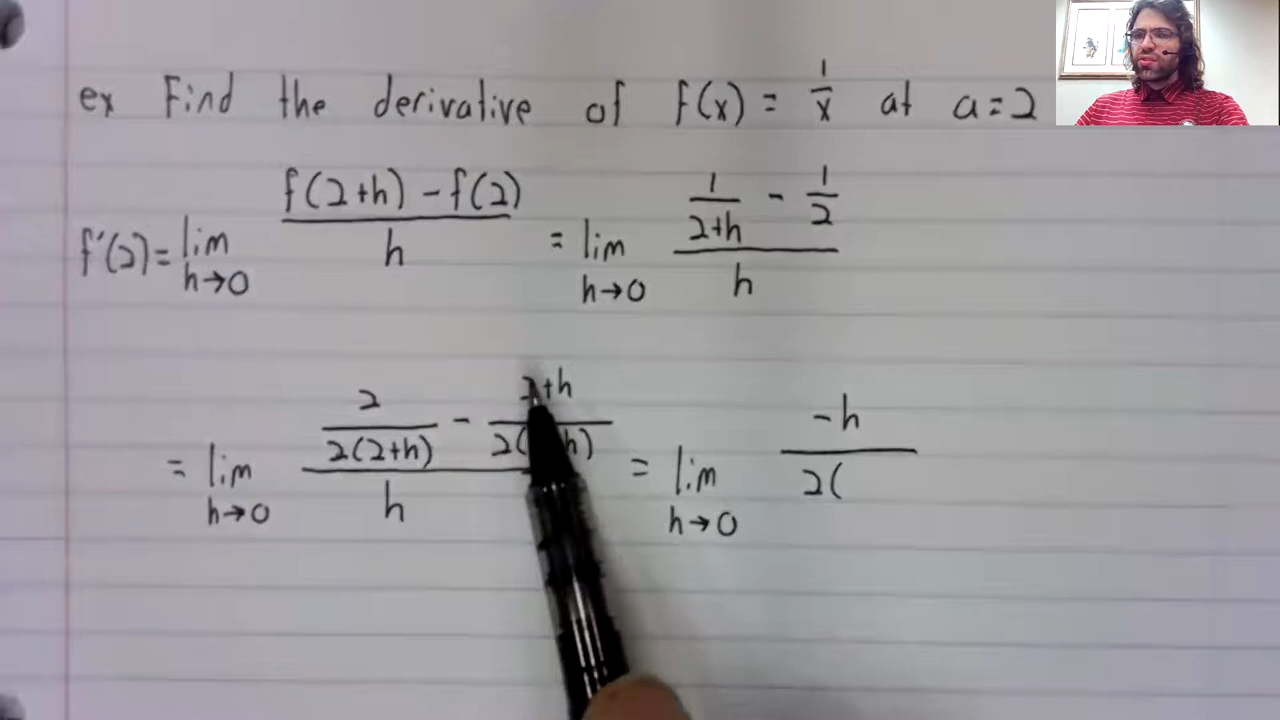 ex Find the derivative of f(x) = 1/x at a=2
f'(2) = lim h→0 (f(2+h) - f(2))/h = lim h→0 (1/(2+h) - 1/2)/h
= lim h→0 (2/(2(2+h)) - (2+h)/(2(2+h)))/h = lim h→0 -h/2(